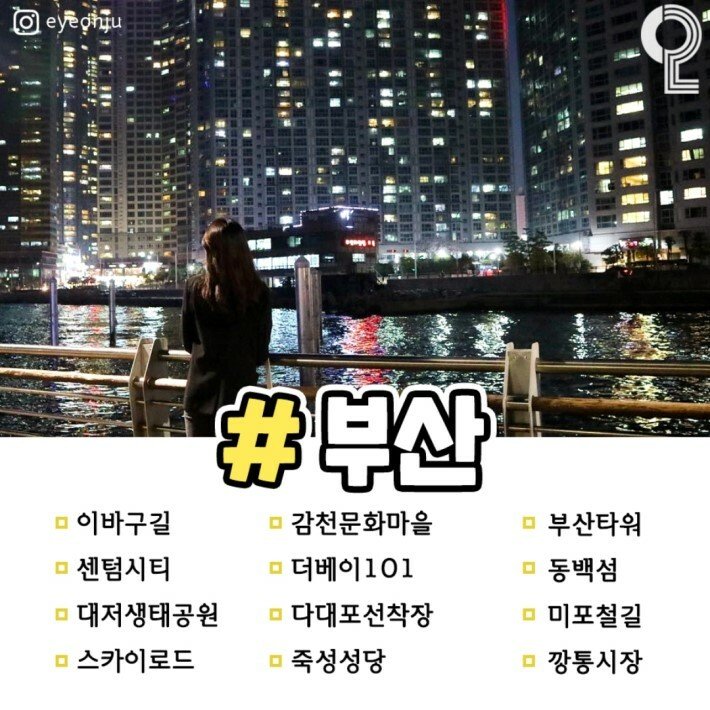 eyeonju
# 부산
이바구길 감천문화마을 부산타워
센텀시티 더베이101 동백섬
대저생태공원 다대포선착장 미포철길
스카이로드 죽성성당 깡통시장